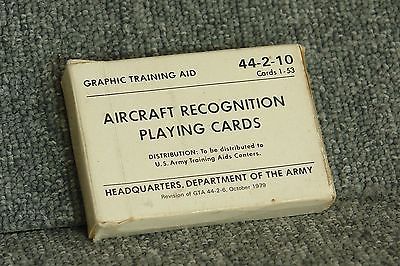 GRAPHIC TRAINING AID
44-2-10
Cards 1-53
AIRCRAFT RECOGNITION
PLAYING CARDS
DISTRIBUTION: To be distributed to
U.S. Army Training Aids Centers.
HEADQUARTERS, DEPARTMENT OF THE ARMY
Revision of GTA 44-2-6, October 1979